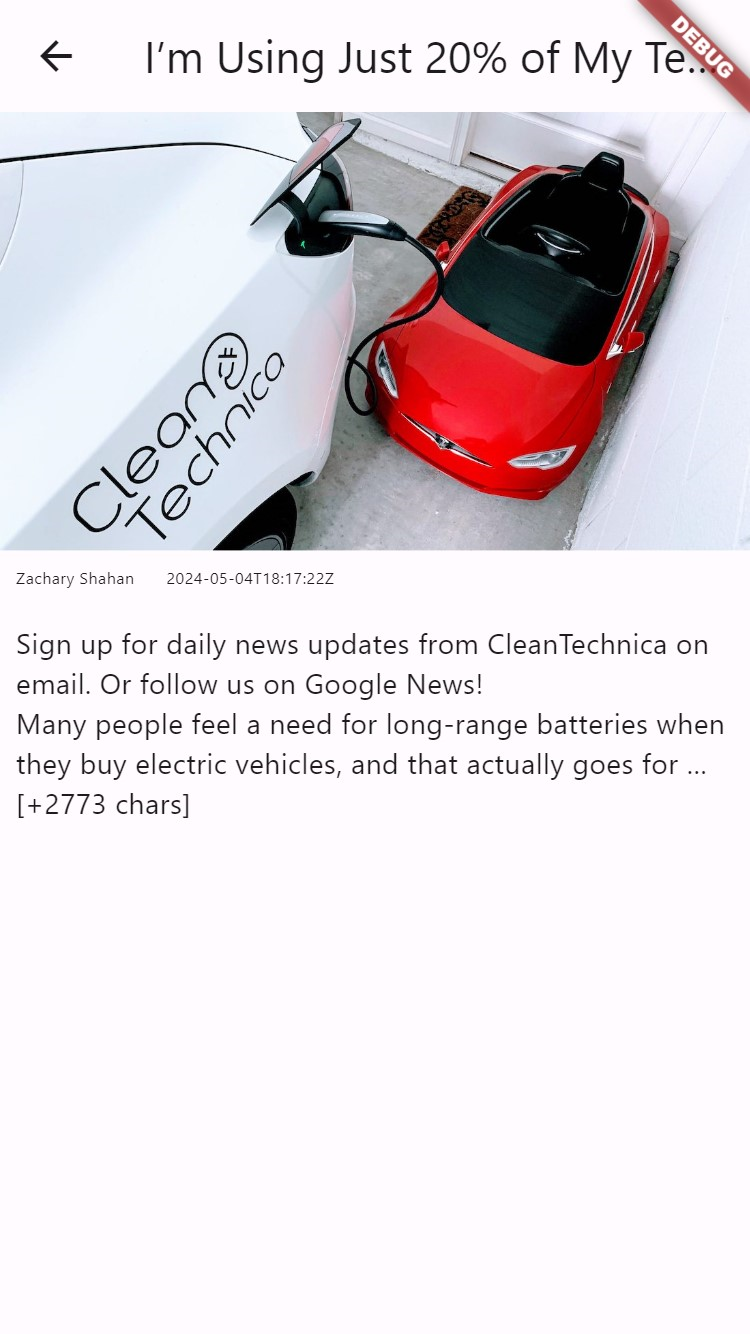 I’m Using Just 20% of My Te...
DEBUG
Clean
Technica
Zachary Shahan 2024-05-04T18:17:22Z
Sign up for daily news updates from CleanTechnica on
email. Or follow us on Google News!
Many people feel a need for long-range batteries when
they buy electric vehicles, and that actually goes for …
[+2773 chars]